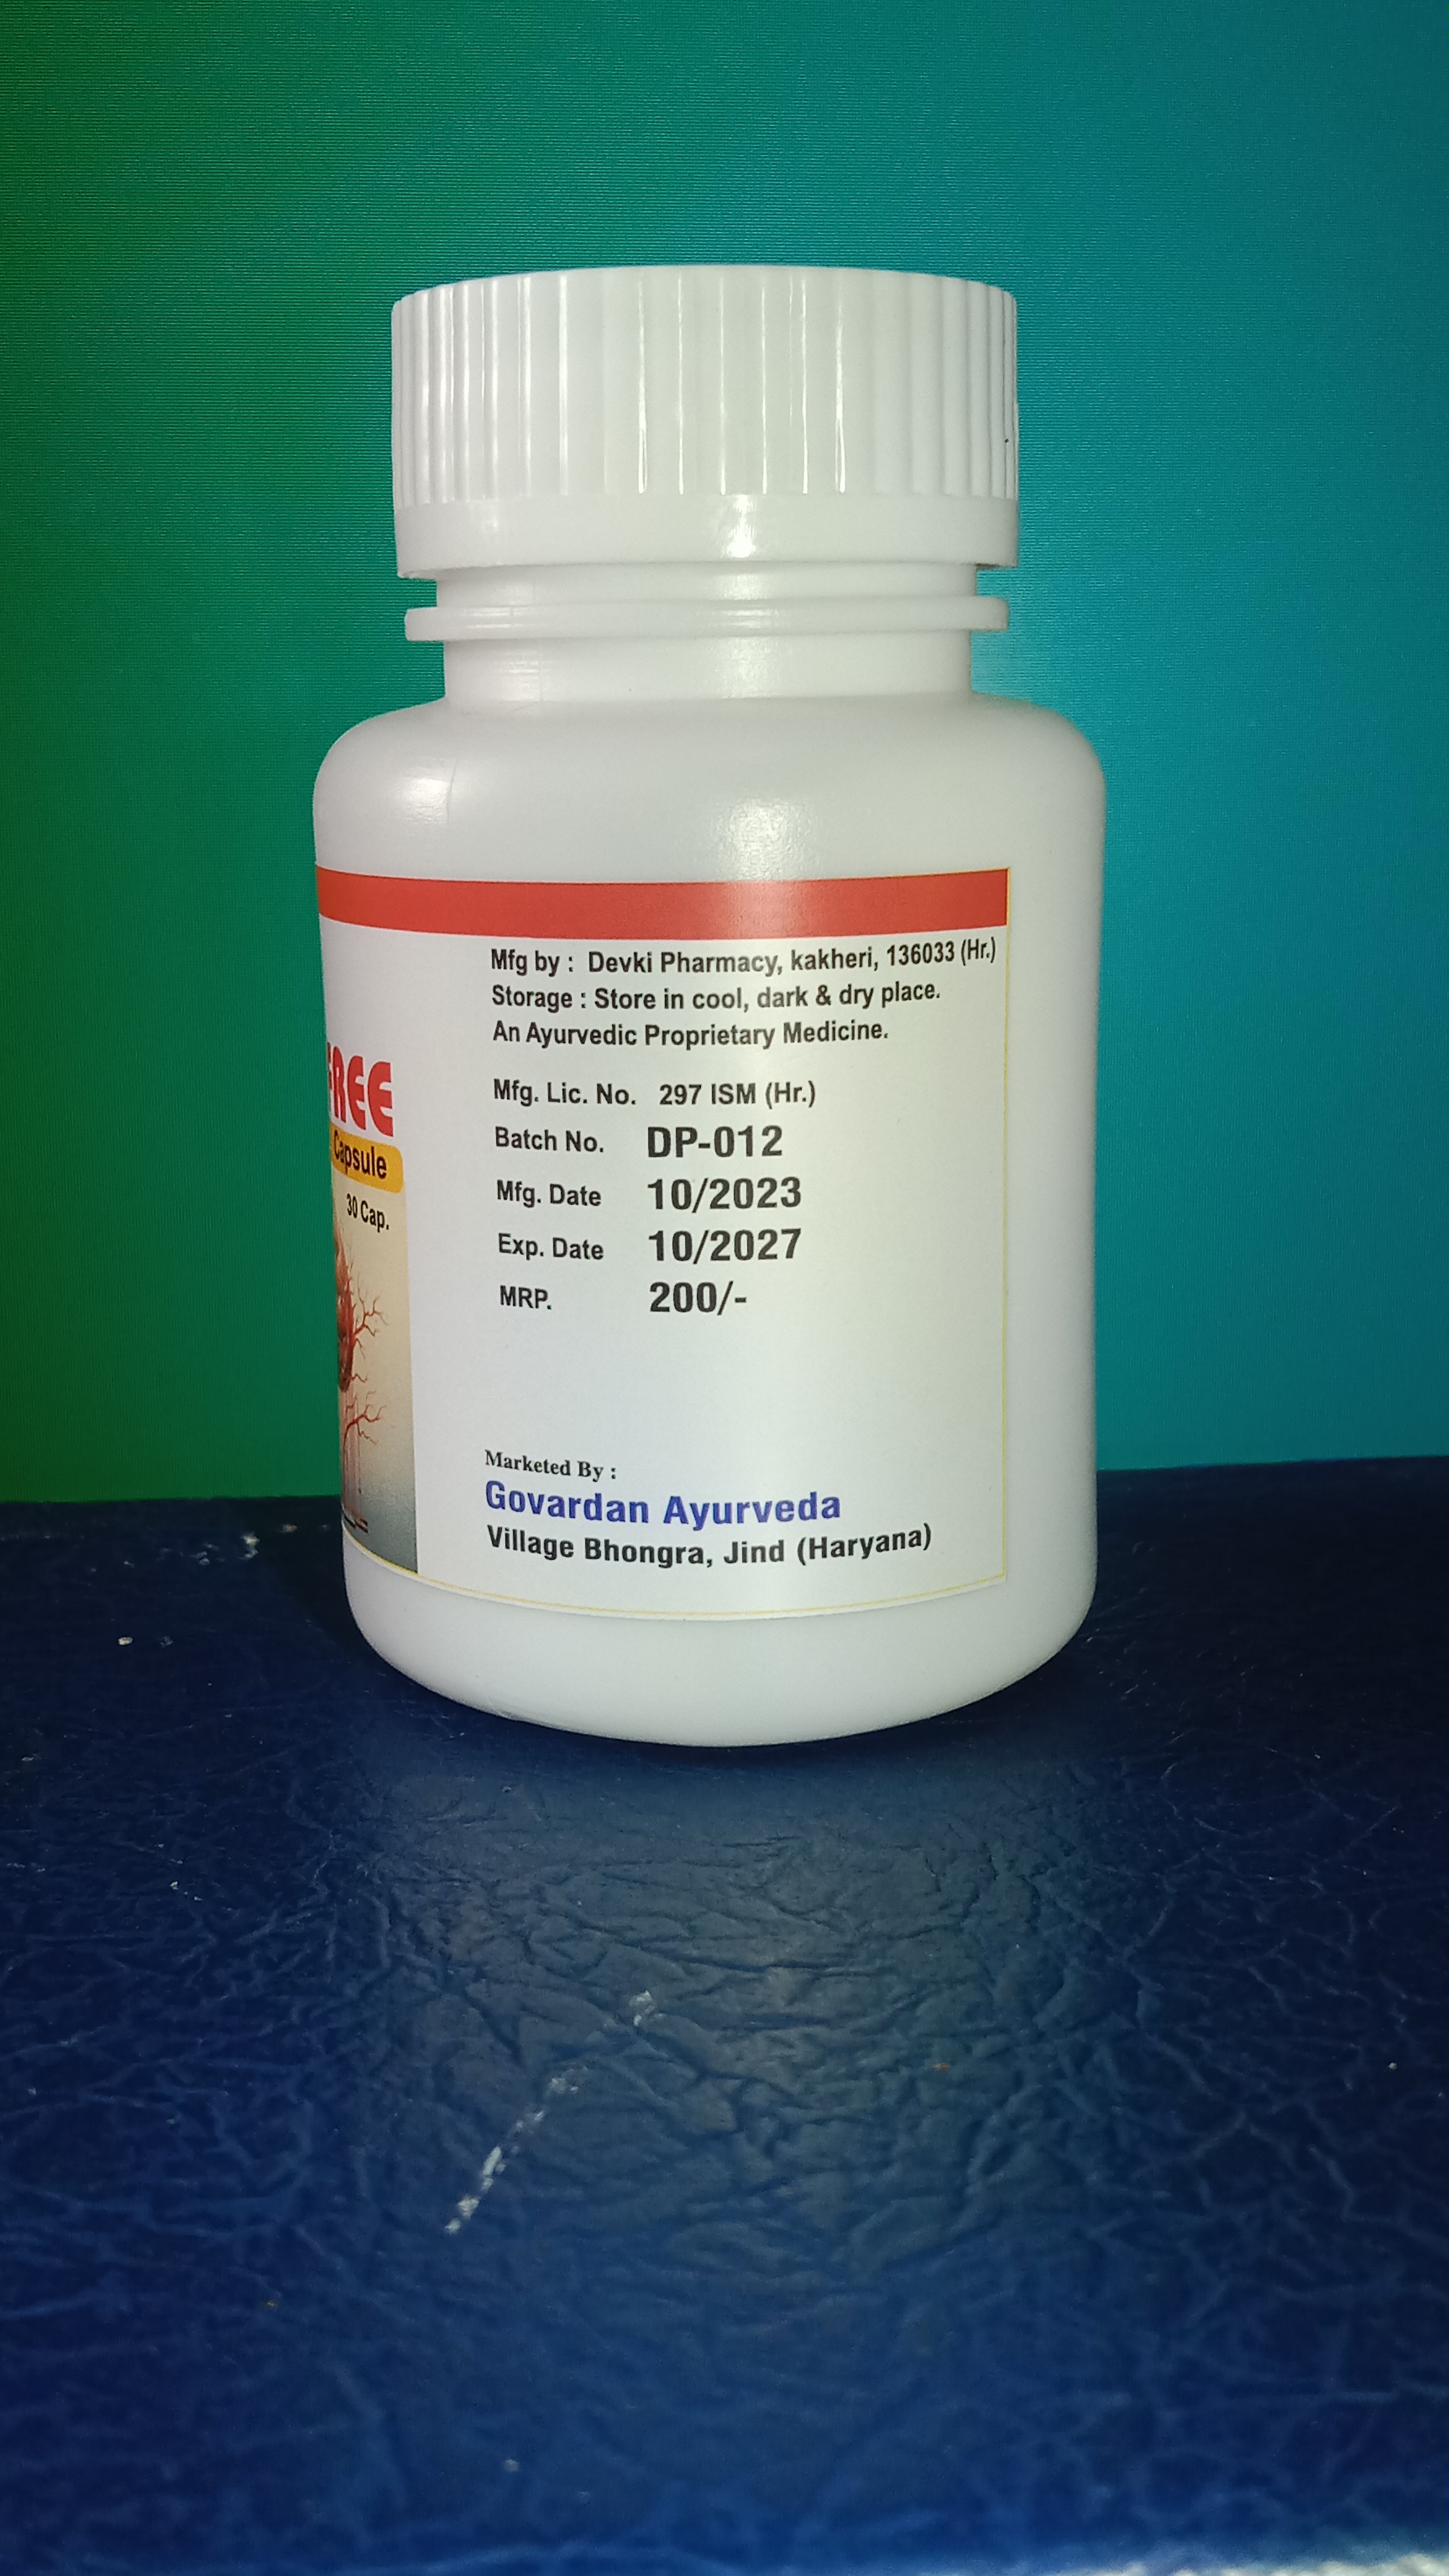 Mfg by : Devki Pharmacy, kakheri, 136033 (Hr.)
Storage : Store in cool, dark & dry place.
An Ayurvedic Proprietary Medicine.
Mfg. Lic. No. 297 ISM (Hr.)
Batch No. DP-012
Mfg. Date 10/2023
Exp. Date 10/2027
MRP. 200/-
Marketed By :
Govardan Ayurveda
Village Bhongra, Jind (Haryana)
FREE
Capsule
30 Cap.